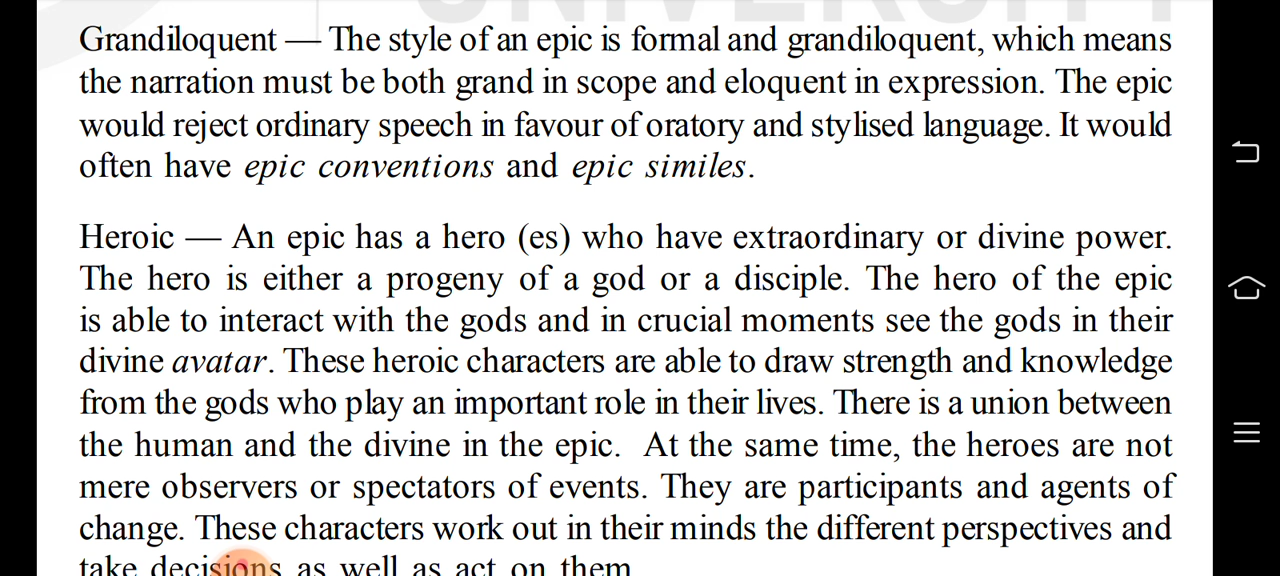 UNIVERSITY
Grandiloquent — The style of an epic is formal and grandiloquent, which means
the narration must be both grand in scope and eloquent in expression. The epic
would reject ordinary speech in favour of oratory and stylised language. It would
often have epic conventions and epic similes.
Heroic — An epic has a hero (es) who have extraordinary or divine power.
The hero is either a progeny of a god or a disciple. The hero of the epic
is able to interact with the gods and in crucial moments see the gods in their
divine avatar. These heroic characters are able to draw strength and knowledge
from the gods who play an important role in their lives. There is a union between
the human and the divine in the epic. At the same time, the heroes are not
mere observers or spectators of events. They are participants and agents of
change. These characters work out in their minds the different perspectives and
take decisions as well as act on them